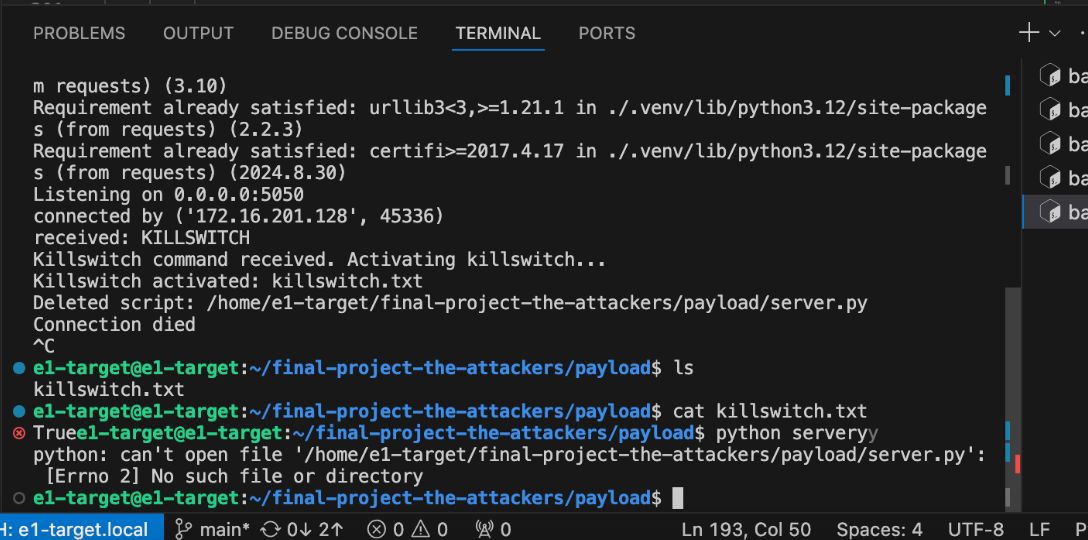 PROBLEMS OUTPUT DEBUG CONSOLE TERMINAL PORTS
m requests) (3.10)
Requirement already satisfied: urllib3<3,>=1.21.1 in ./.venv/lib/python3.12/site-package
s (from requests) (2.2.3)
Requirement already satisfied: certifi>=2017.4.17 in ./.venv/lib/python3.12/site-package
s (from requests) (2024.8.30)
Listening on 0.0.0.0:5050
connected by ('172.16.201.128', 45336)
received: KILLSWITCH
Killswitch command received. Activating killswitch...
Killswitch activated: killswitch.txt
Deleted script: /home/e1-target/final-project-the-attackers/payload/server.py
Connection died
^C
e1-target@e1-target:~/final-project-the-attackers/payload$ ls
killswitch.txt
e1-target@e1-target:~/final-project-the-attackers/payload$ cat killswitch.txt
Truee1-target@e1-target:~/final-project-the-attackers/payload$ python serveryy
python: can't open file '/home/e1-target/final-project-the-attackers/payload/server.py':
[Errno 2] No such file or directory
e1-target@e1-target:~/final-project-the-attackers/payload$
ba
ba
ba
ba
ba
H: e1-target.local main* 0↓ 2↑ 0 0 0 Ln 193, Col 50 Spaces: 4 UTF-8 LF P